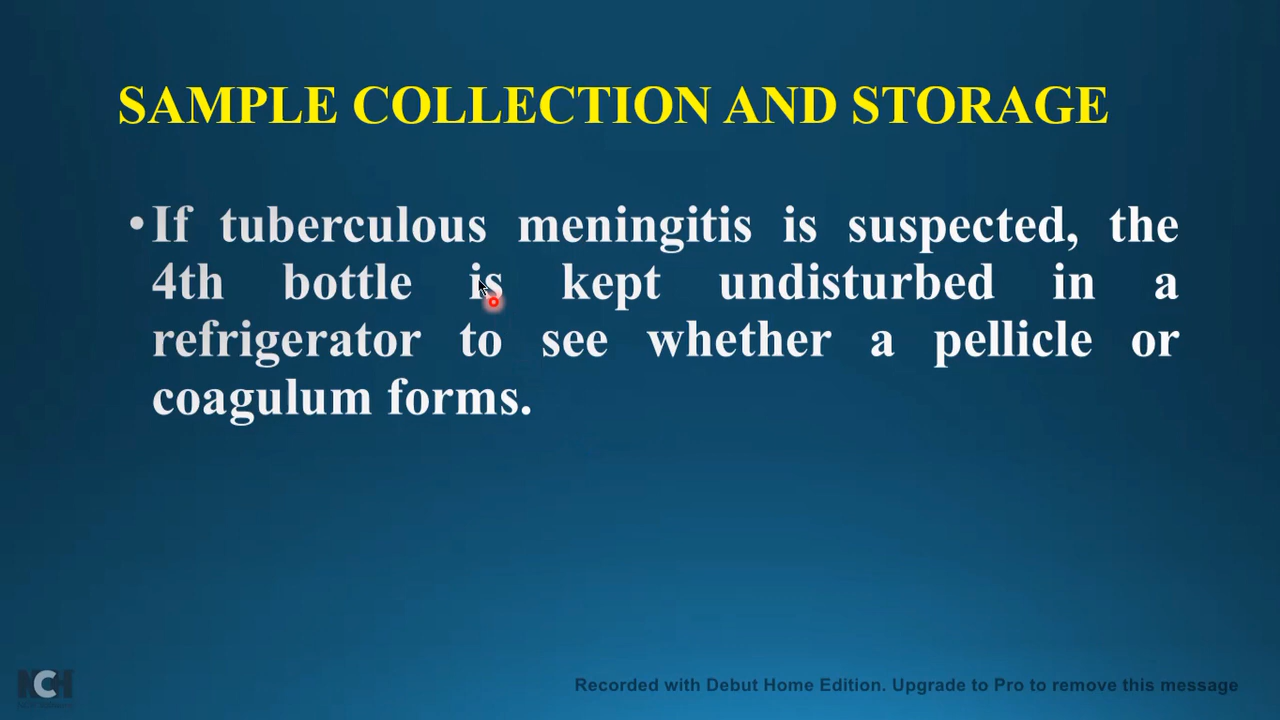 SAMPLE COLLECTION AND STORAGE
•If tuberculous meningitis is suspected, the
4th bottle is kept undisturbed in a
refrigerator to see whether a pellicle or
coagulum forms.
NCH
Recorded with Debut Home Edition. Upgrade to Pro to remove this message